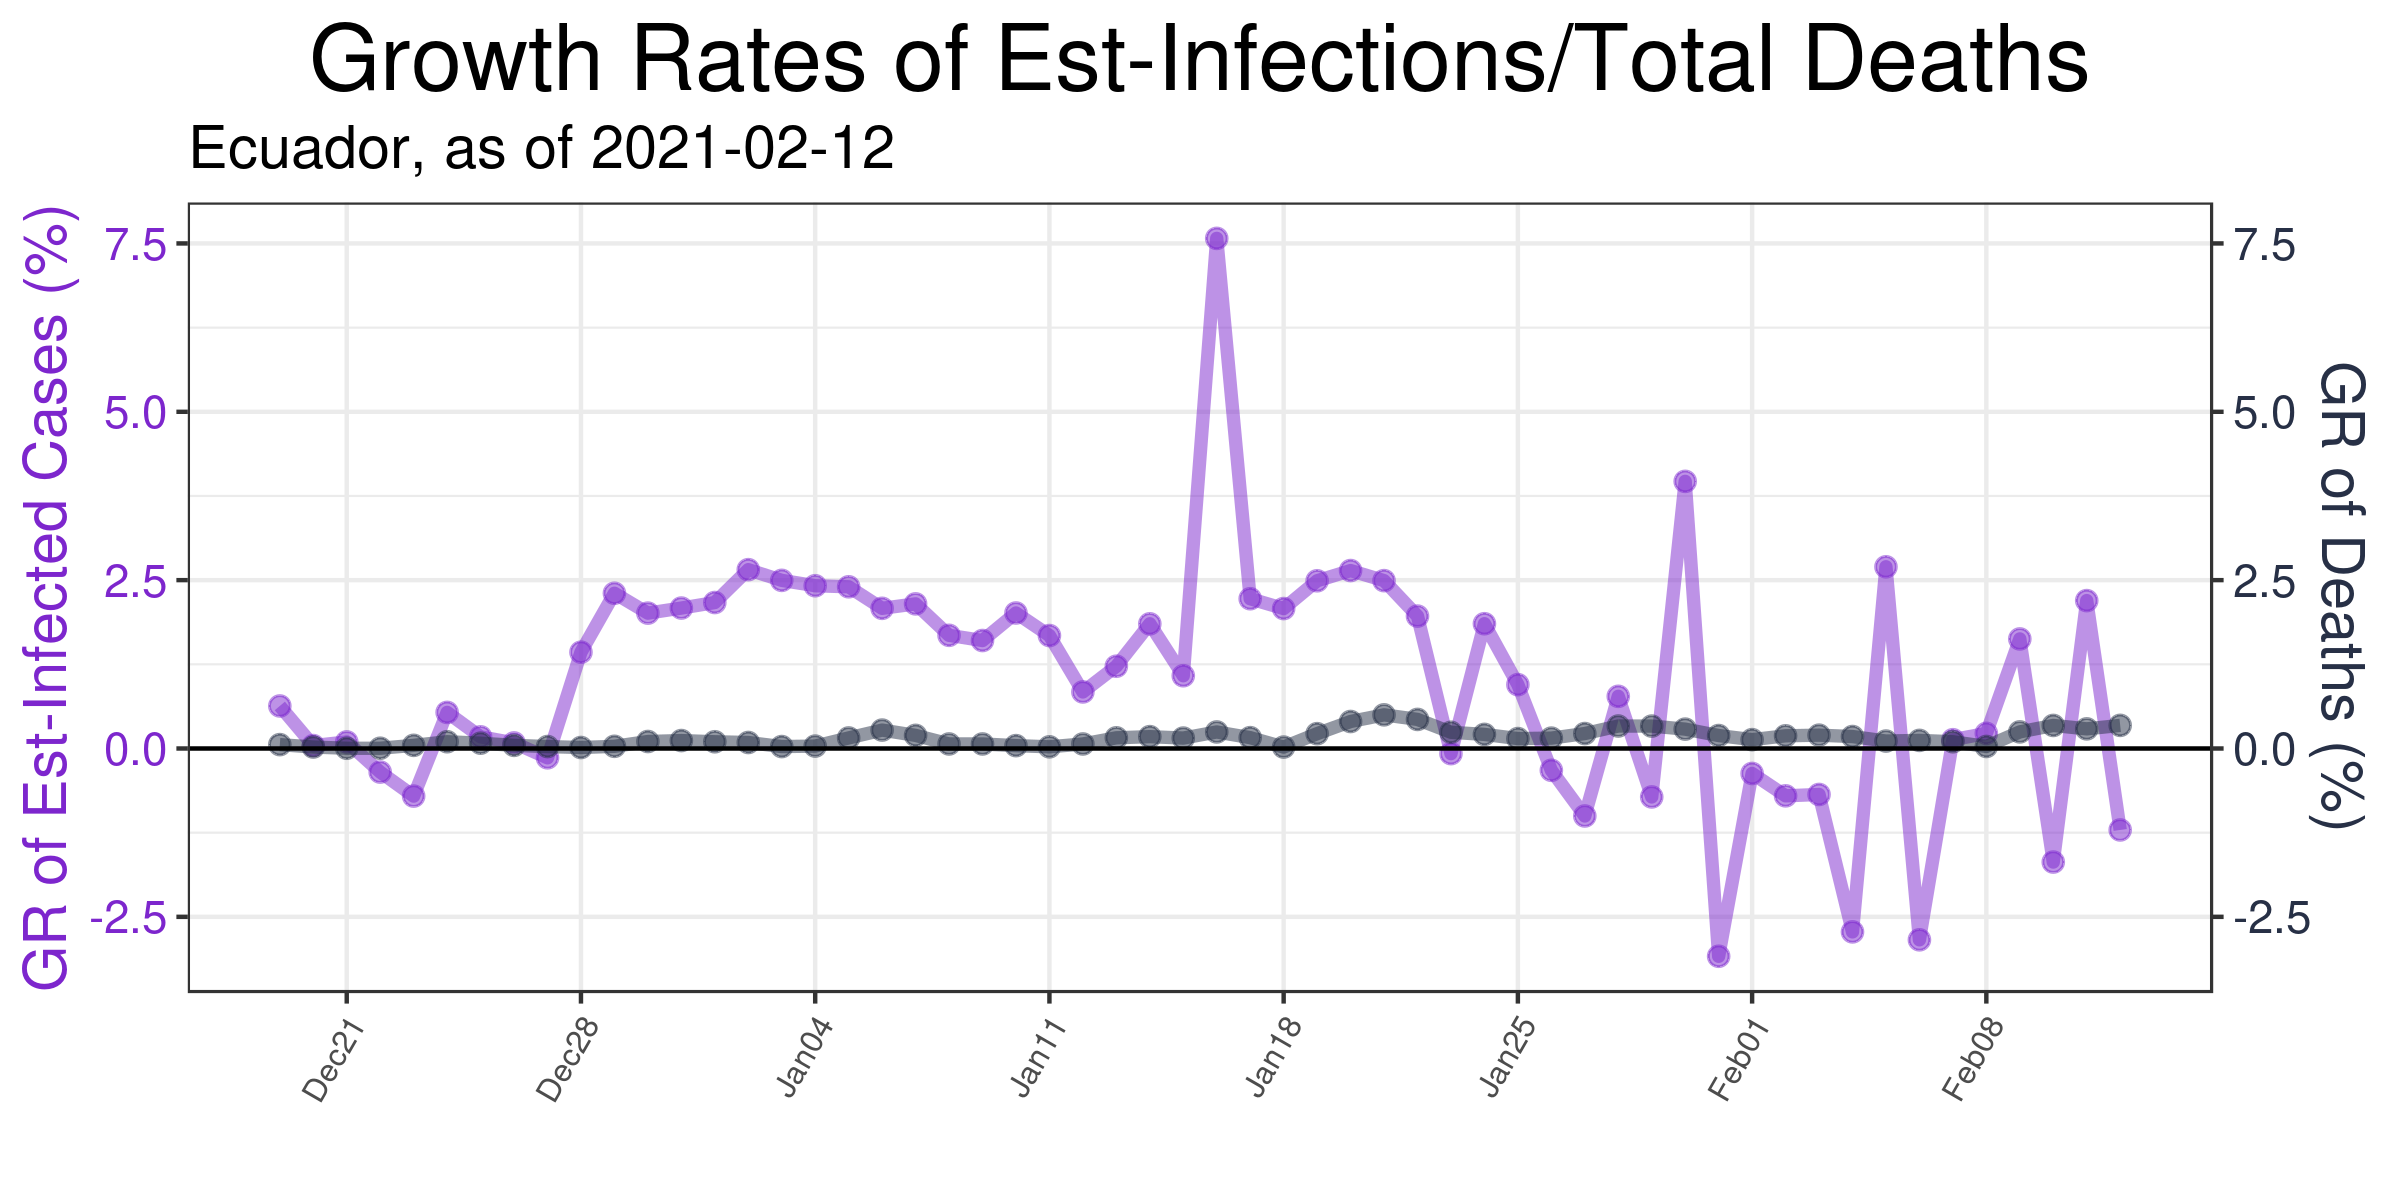 Growth Rates of Est-Infections/Total Deaths
Ecuador, as of 2021-02-12
GR of Est-Infected Cases (%)
7.5
5.0
2.5
0.0
-2.5
7.5
5.0
2.5
0.0
-2.5
GR of Deaths (%)
Dec21
Dec28
Jan04
Jan11
Jan18
Jan25
Feb01
Feb08